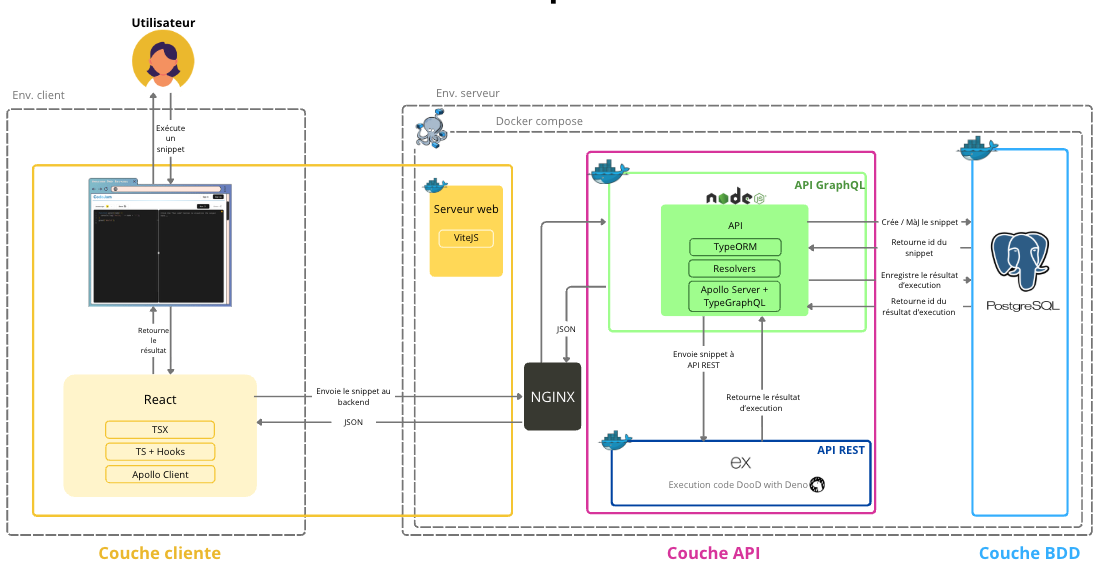 Utilisateur
Env. client
Exécute
un
snippet
Retourne
le
résultat
React
TSX
TS + Hooks
Apollo Client
Couche cliente
Env. serveur
Docker compose
Serveur web
ViteJS
Envoie le snippet au
backend
JSON
NGINX
JSON
API GraphQL
node
JS
API
TypeORM
Resolvers
Apollo Server +
TypeGraphQL
Envoie snippet à
API REST
Retourne le résultat
d'execution
API REST
ex
Execution code DooD with Deno
Couche API
Crée / MàJ le snippet
Retourne id du
snippet
Enregistre le résultat
d'execution
Retourne id du
résultat d'execution
PostgreSQL
Couche BDD